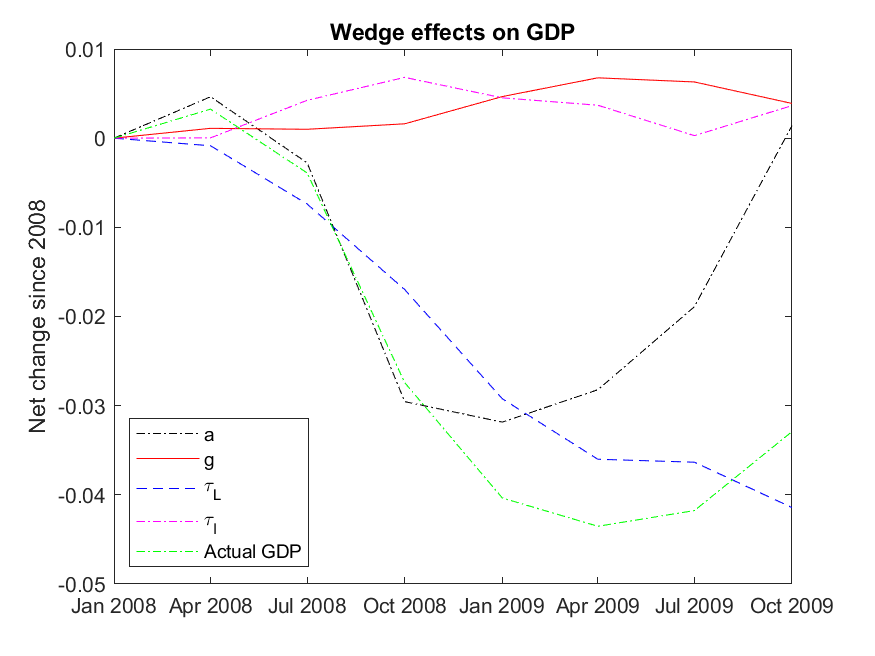 Wedge effects on GDP
Net change since 2008
0.01
0
-0.01
-0.02
-0.03
-0.04
-0.05
Jan 2008 Apr 2008 Jul 2008 Oct 2008 Jan 2009 Apr 2009 Jul 2009 Oct 2009
a
g
τL
τI
Actual GDP